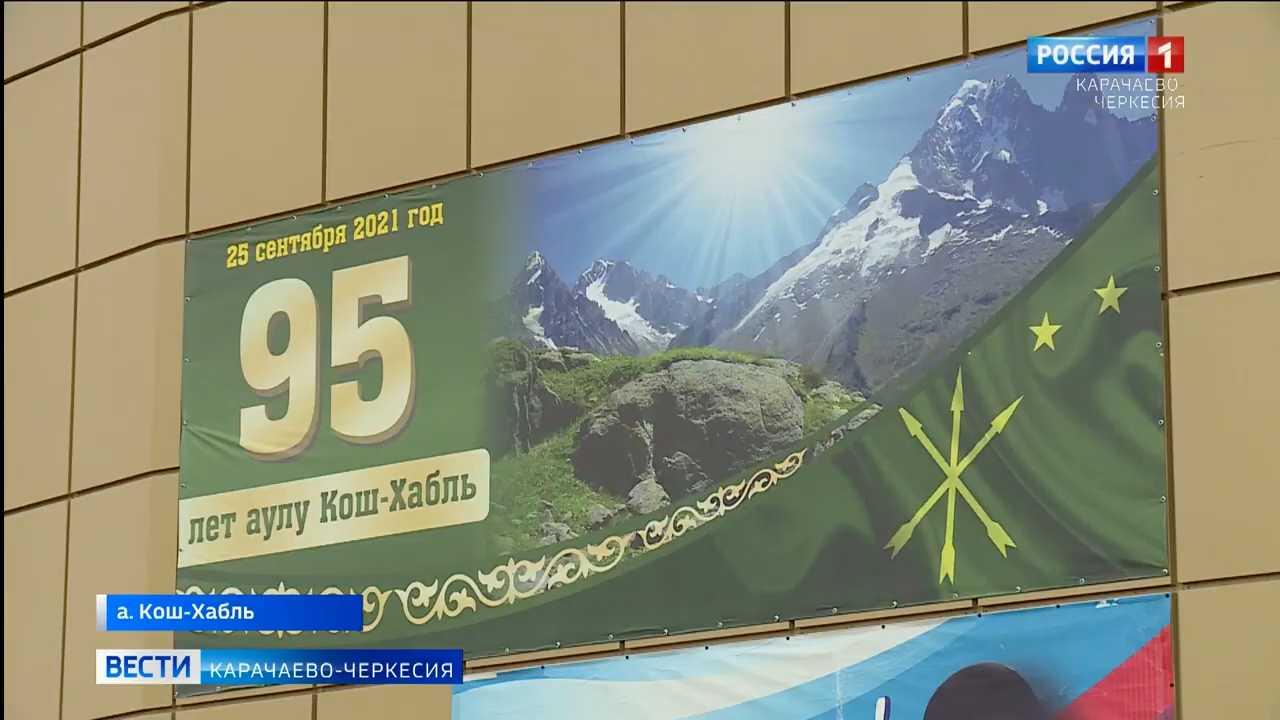 РОССИЯ 1
КАРАЧАЕВО-
ЧЕРКЕСИЯ
25 сентября 2021 год
95
лет аулу Кош-Хабль
а. Кош-Хабль
ВЕСТИ КАРАЧАЕВО-ЧЕРКЕСИЯ